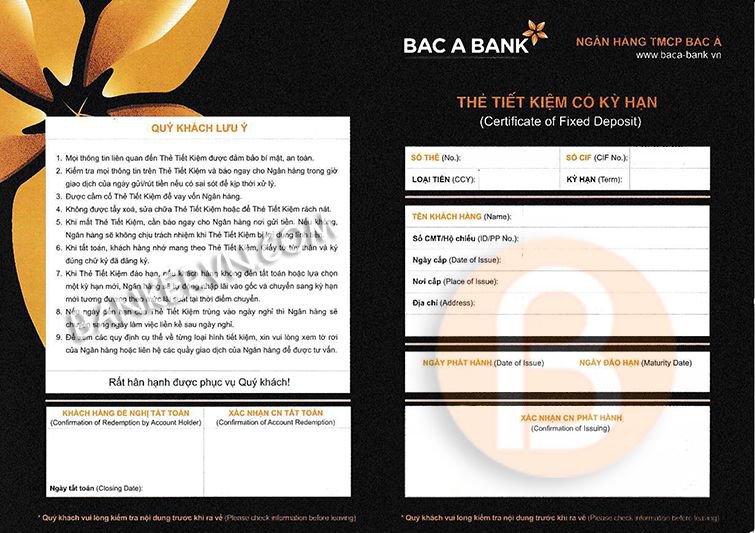 QUÝ KHÁCH LƯU Ý
1. Mọi thông tin liên quan đến Thẻ Tiết Kiệm được đảm bảo bí mật, an toàn.
2. Kiểm tra mọi thông tin trên Thẻ Tiết Kiệm và báo ngay cho Ngân Hàng trong giờ
giao dịch của ngày gửi/rút tiền nếu có sai sót để kịp thời xử lý.
3. Được cầm cố Thẻ Tiết Kiệm để vay vốn Ngân Hàng.
4. Không được tẩy xoá, sửa chữa Thẻ Tiết Kiệm hoặc để Thẻ Tiết Kiệm rách nát.
5. Khi mất Thẻ Tiết Kiệm, cần báo ngay cho Ngân Hàng nơi gửi tiền. Nếu không,
Ngân Hàng sẽ không chịu trách nhiệm khi Thẻ Tiết Kiệm bị lợi dụng lĩnh tiền.
6. Khi tất toán, khách hàng nhớ mang theo Thẻ Tiết Kiệm, Giấy tờ tùy thân và ký
đúng chữ ký đã đăng ký.
7. Khi Thẻ Tiết Kiệm đáo hạn, nếu khách hàng không đến tất toán hoặc lựa chọn
một kỳ hạn mới, Ngân Hàng sẽ tự động nhập lãi vào gốc và chuyển sang kỳ hạn
mới tương đương theo mức lãi suất tại thời điểm chuyển.
8. Nếu ngày đến hạn của Thẻ Tiết Kiệm trùng vào ngày nghỉ thì Ngân Hàng sẽ
chuyển sang ngày làm việc liền kề sau ngày nghỉ.
9. Để xem các quy định cụ thể về từng loại hình tiết kiệm, xin vui lòng xem tờ rơi
của Ngân Hàng hoặc liên hệ các quầy giao dịch của Ngân Hàng để được tư vấn.
Rất hân hạnh được phục vụ Quý khách!
BANKERVN.COM
KHÁCH HÀNG ĐỀ NGHỊ TẤT TOÁN
(Confirmation of Redemption by Account Holder)
XÁC NHẬN CN TẤT TOÁN
(Confirmation of Account Redemption)
Ngày tất toán (Closing Date):
* Quý khách vui lòng kiểm tra nội dung trước khi ra về (Please check information before leaving)
BAC A BANK
NGÂN HÀNG TMCP BẮC Á
www.baca-bank.vn
THẺ TIẾT KIỆM CÓ KỲ HẠN
(Certificate of Fixed Deposit)
SỐ THẺ (No.):
SỐ CIF (CIF No.):
LOẠI TIỀN (CCY):
KỲ HẠN (Term):
TÊN KHÁCH HÀNG (Name):
Số CMT/Hộ chiếu (ID/PP No.):
Ngày cấp (Date of Issue):
Nơi cấp (Place of Issue):
Địa chỉ (Address):
NGÀY PHÁT HÀNH (Date of Issue)
NGÀY ĐÁO HẠN (Maturity Date)
XÁC NHẬN CN PHÁT HÀNH
(Confirmation of Issuing)
* Quý khách vui lòng kiểm tra nội dung trước khi ra về (Please check information before leaving)